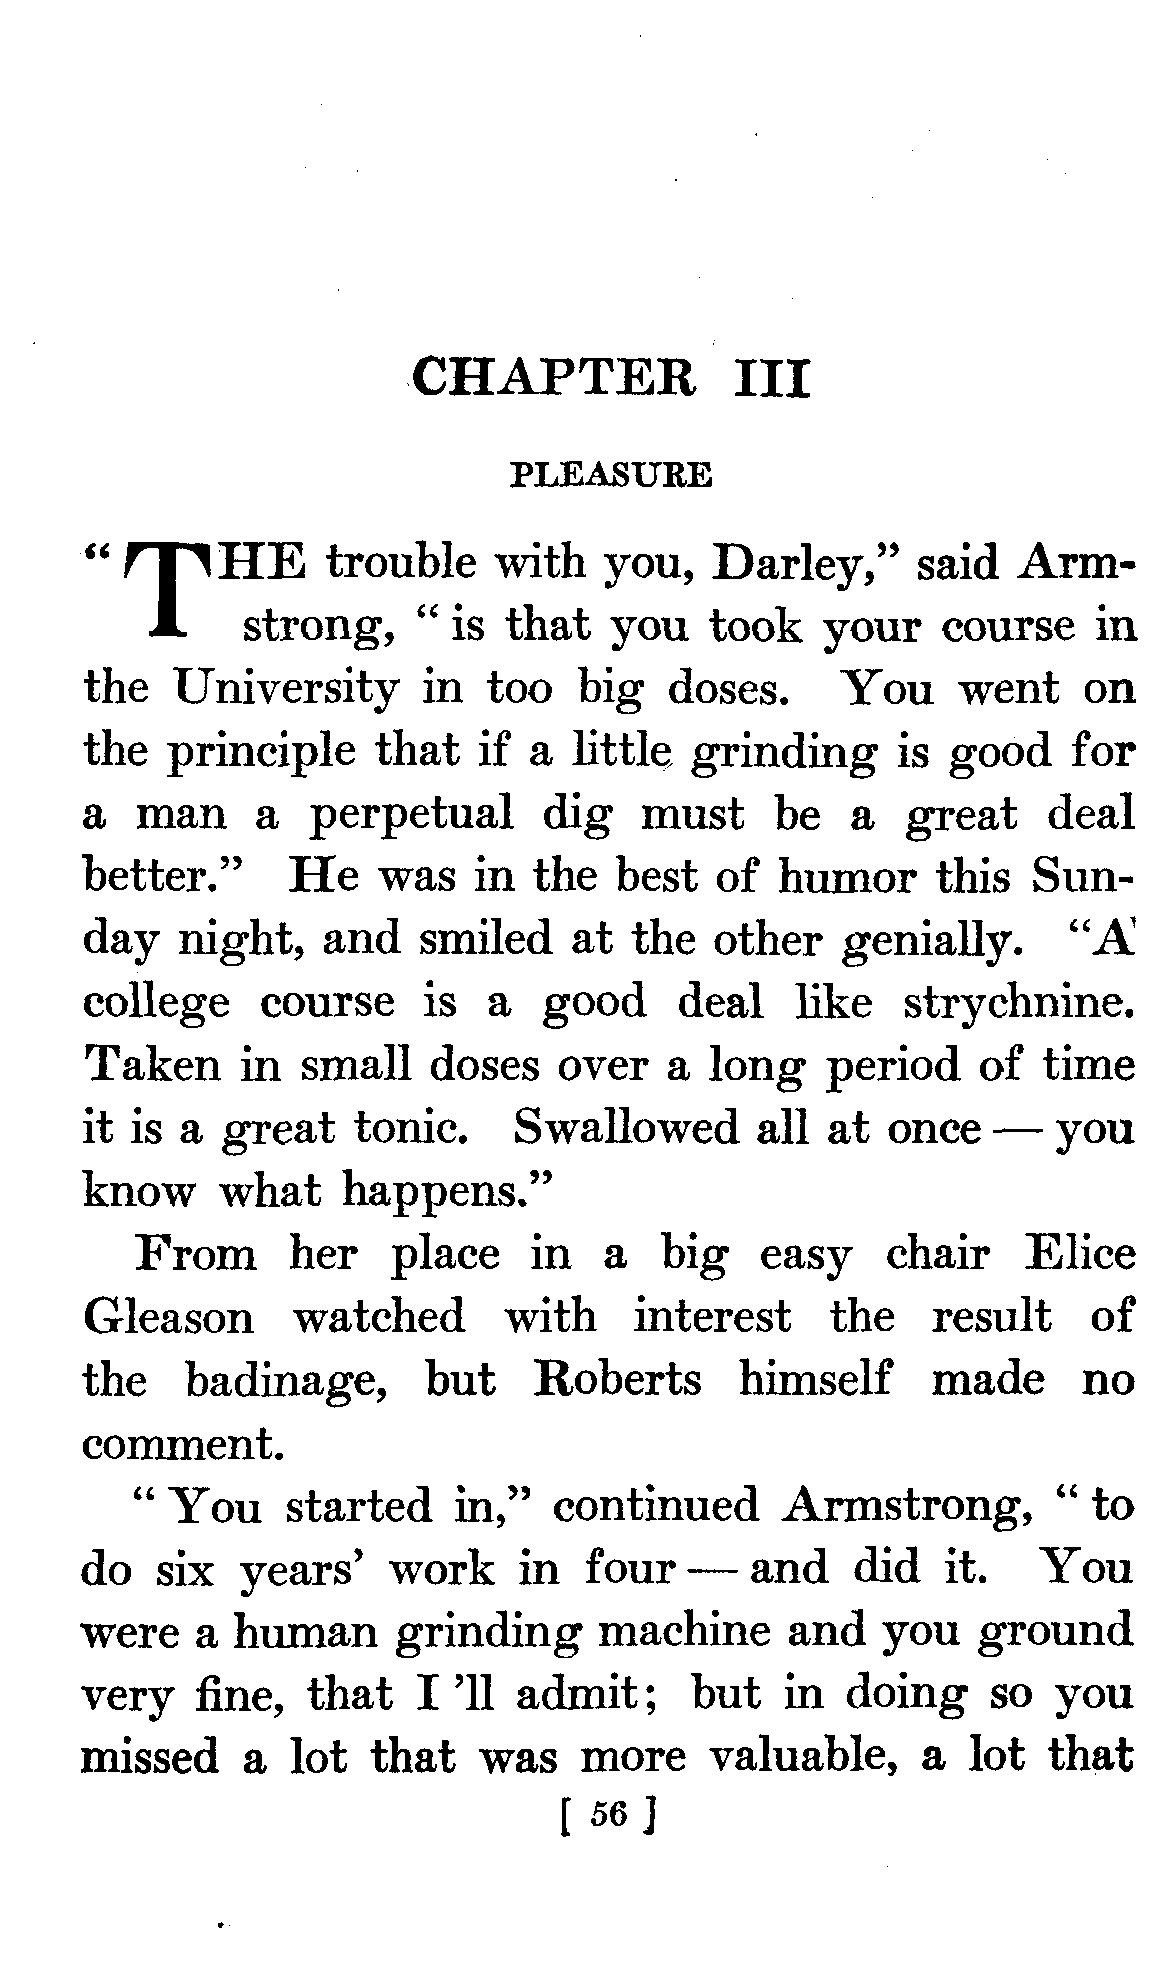 CHAPTER III
PLEASURE
“THE trouble with you, Darley,” said Arm-
strong, “is that you took your course in
the University in too big doses. You went on
the principle that if a little grinding is good for
a man a perpetual dig must be a great deal
better.” He was in the best of humor this Sun-
day night, and smiled at the other genially. “A
college course is a good deal like strychnine.
Taken in small doses over a long period of time
it is a great tonic. Swallowed all at once — you
know what happens.”
From her place in a big easy chair Elice
Gleason watched with interest the result of
the badinage, but Roberts himself made no
comment.
“You started in,” continued Armstrong, “to
do six years’ work in four — and did it. You
were a human grinding machine and you ground
very fine, that I ’ll admit; but in doing so you
missed a lot that was more valuable, a lot that
[ 56 ]